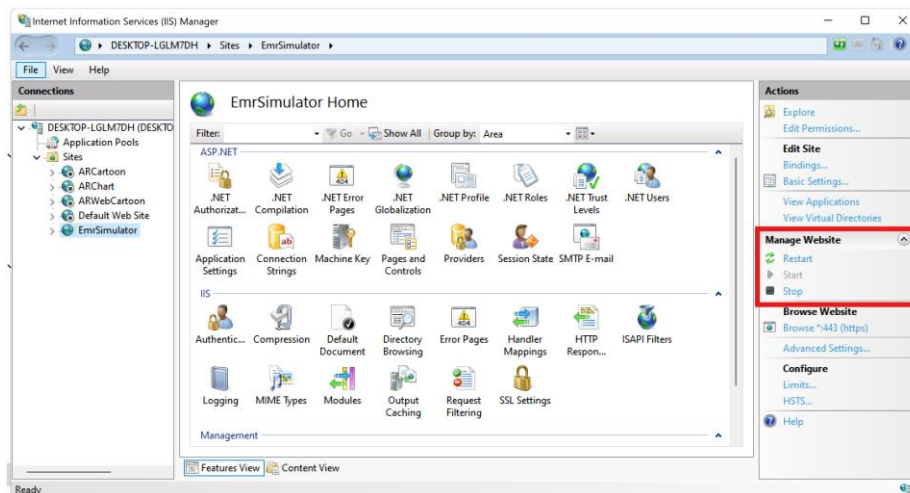 Internet Information Services (IIS) Manager
DESKTOP-LGLM7DH Sites EmrSimulator
File View Help
Connections
DESKTOP-LGLM7DH (DESKTO
Application Pools
Sites
ARCartoon
ARChart
ARWebCartoon
Default Web Site
EmrSimulator
EmrSimulator Home
Filter: Go Show All Group by: Area
ASP.NET
.NET Authorizat...
.NET Compilation
.NET Error Pages
.NET Globalization
.NET Profile
.NET Roles
.NET Trust Levels
.NET Users
Application Settings
Connection Strings
Machine Key
Pages and Controls
Providers
Session State
SMTP E-mail
IIS
Authentic...
Compression
Default Document
Directory Browsing
Error Pages
Handler Mappings
HTTP Respon...
ISAPI Filters
Logging
MIME Types
Modules
Output Caching
Request Filtering
SSL Settings
Management
Features View Content View
Actions
Explore
Edit Permissions...
Edit Site
Bindings...
Basic Settings...
View Applications
View Virtual Directories
Manage Website
Restart
Start
Stop
Browse Website
Browse *:443 (https)
Advanced Settings...
Configure
Limits...
HSTS...
Help
Ready